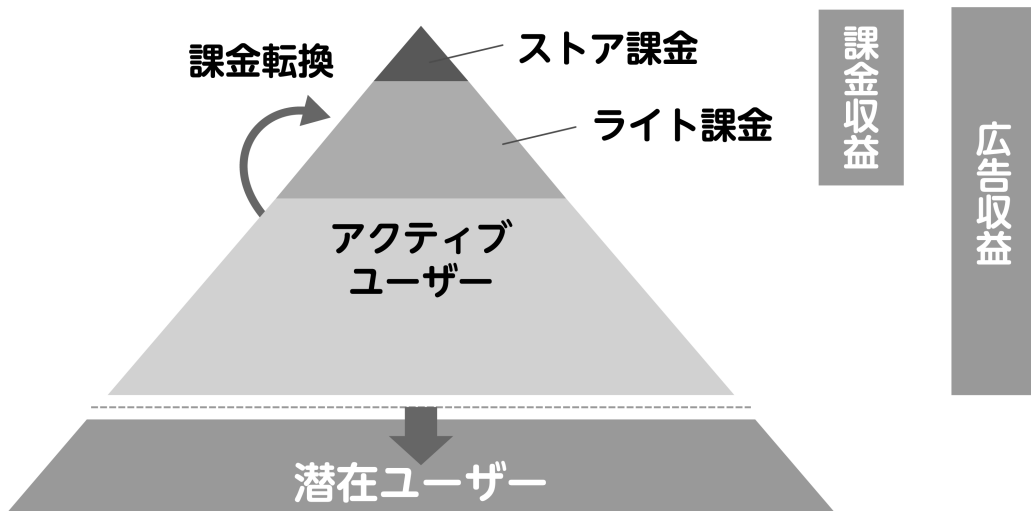 課金転換
ストア課金
ライト課金
アクティブ
ユーザー
潜在ユーザー
課金収益
広告収益